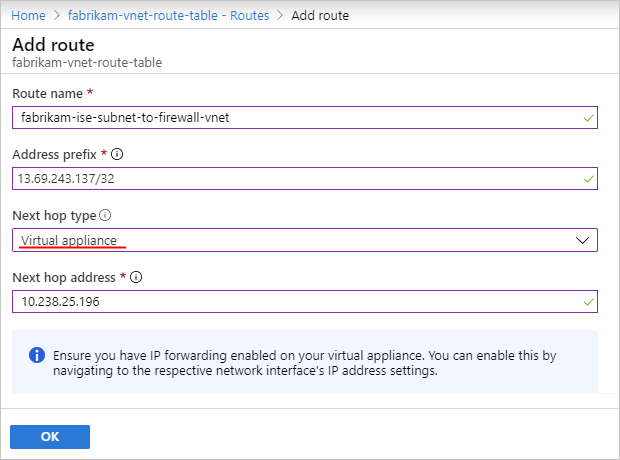 Home > fabrikam-vnet-route-table - Routes > Add route
Add route
fabrikam-vnet-route-table
Route name *
fabrikam-ise-subnet-to-firewall-vnet
Address prefix *
13.69.243.137/32
Next hop type
Virtual appliance
Next hop address *
10.238.25.196
Ensure you have IP forwarding enabled on your virtual appliance. You can enable this by
navigating to the respective network interface's IP address settings.
OK